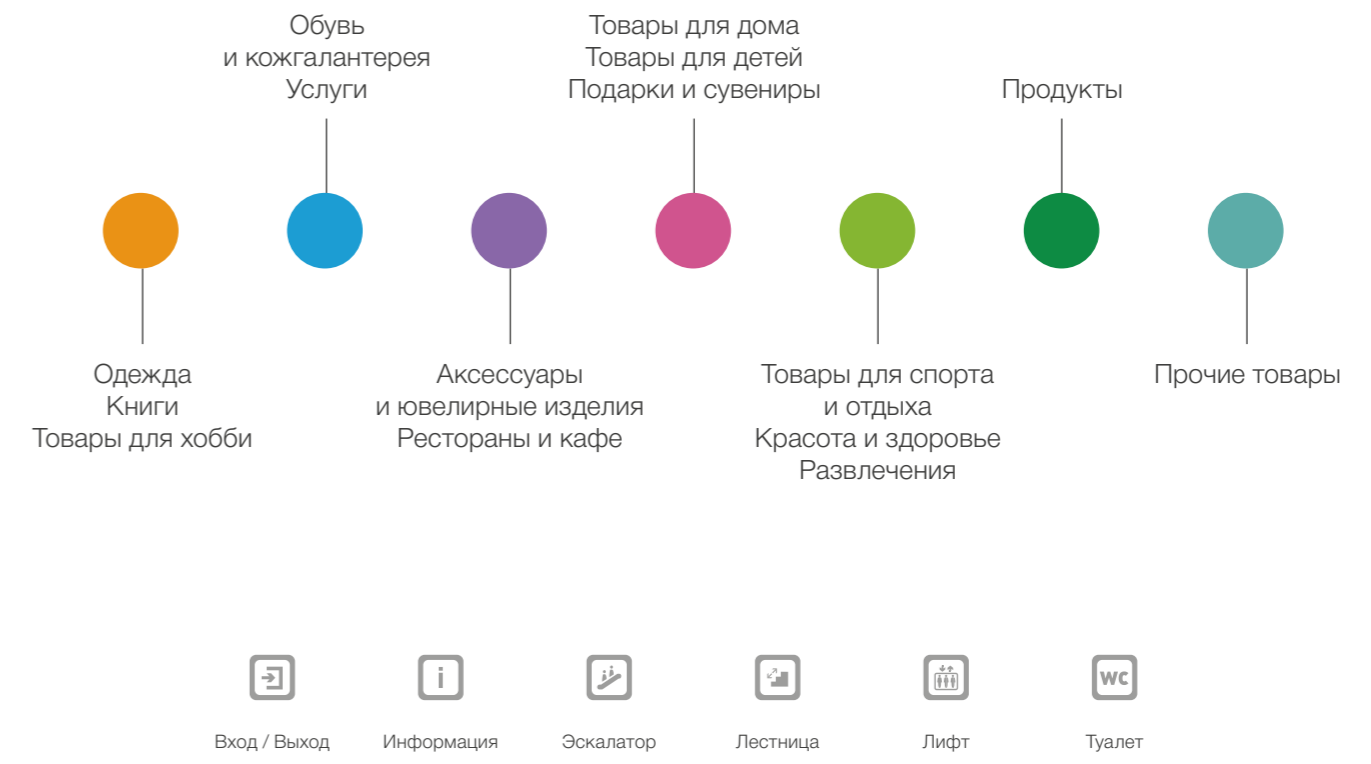 Обувь
и кожгалантерея
Услуги
Товары для дома
Товары для детей
Подарки и сувениры
Продукты
Одежда
Книги
Товары для хобби
Аксессуары
и ювелирные изделия
Рестораны и кафе
Товары для спорта
и отдыха
Красота и здоровье
Развлечения
Прочие товары
i
WC
Вход / Выход
Информация
Эскалатор
Лестница
Лифт
Туалет